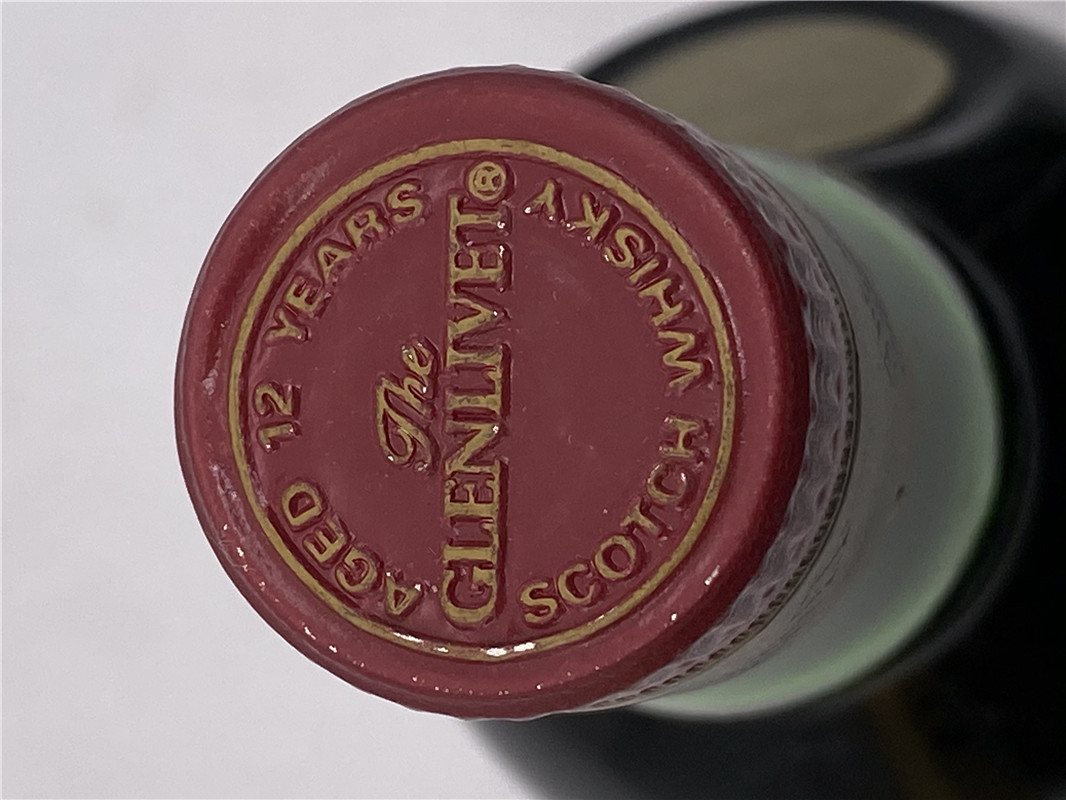 AGED 12 YEARS
The
GLENLIVET®
SCOTCH WHISKY